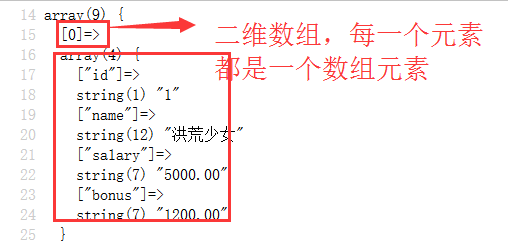 14 array(9) {
15   [0]=>
二维数组，每一个元素
都是一个数组元素
16   array(4) {
17     ["id"]=>
18     string(1) "1"
19     ["name"]=>
20     string(12) "洪荒少女"
21     ["salary"]=>
22     string(7) "5000.00"
23     ["bonus"]=>
24     string(7) "1200.00"
25   }